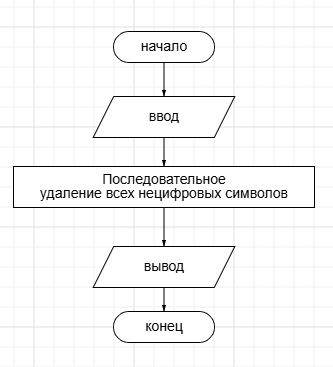 начало
ввод
Последовательное
удаление всех нецифровых символов
вывод
конец